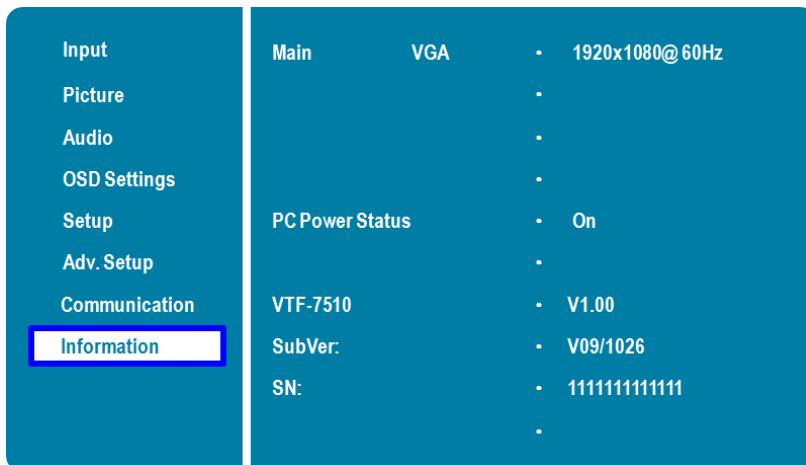 Input
Picture
Audio
OSD Settings
Setup
Adv. Setup
Communication
Information
Main VGA · 1920x1080@60Hz
·
·
·
PC Power Status · On
·
VTF-7510 · V1.00
SubVer: · V09/1026
SN: · 1111111111111
·